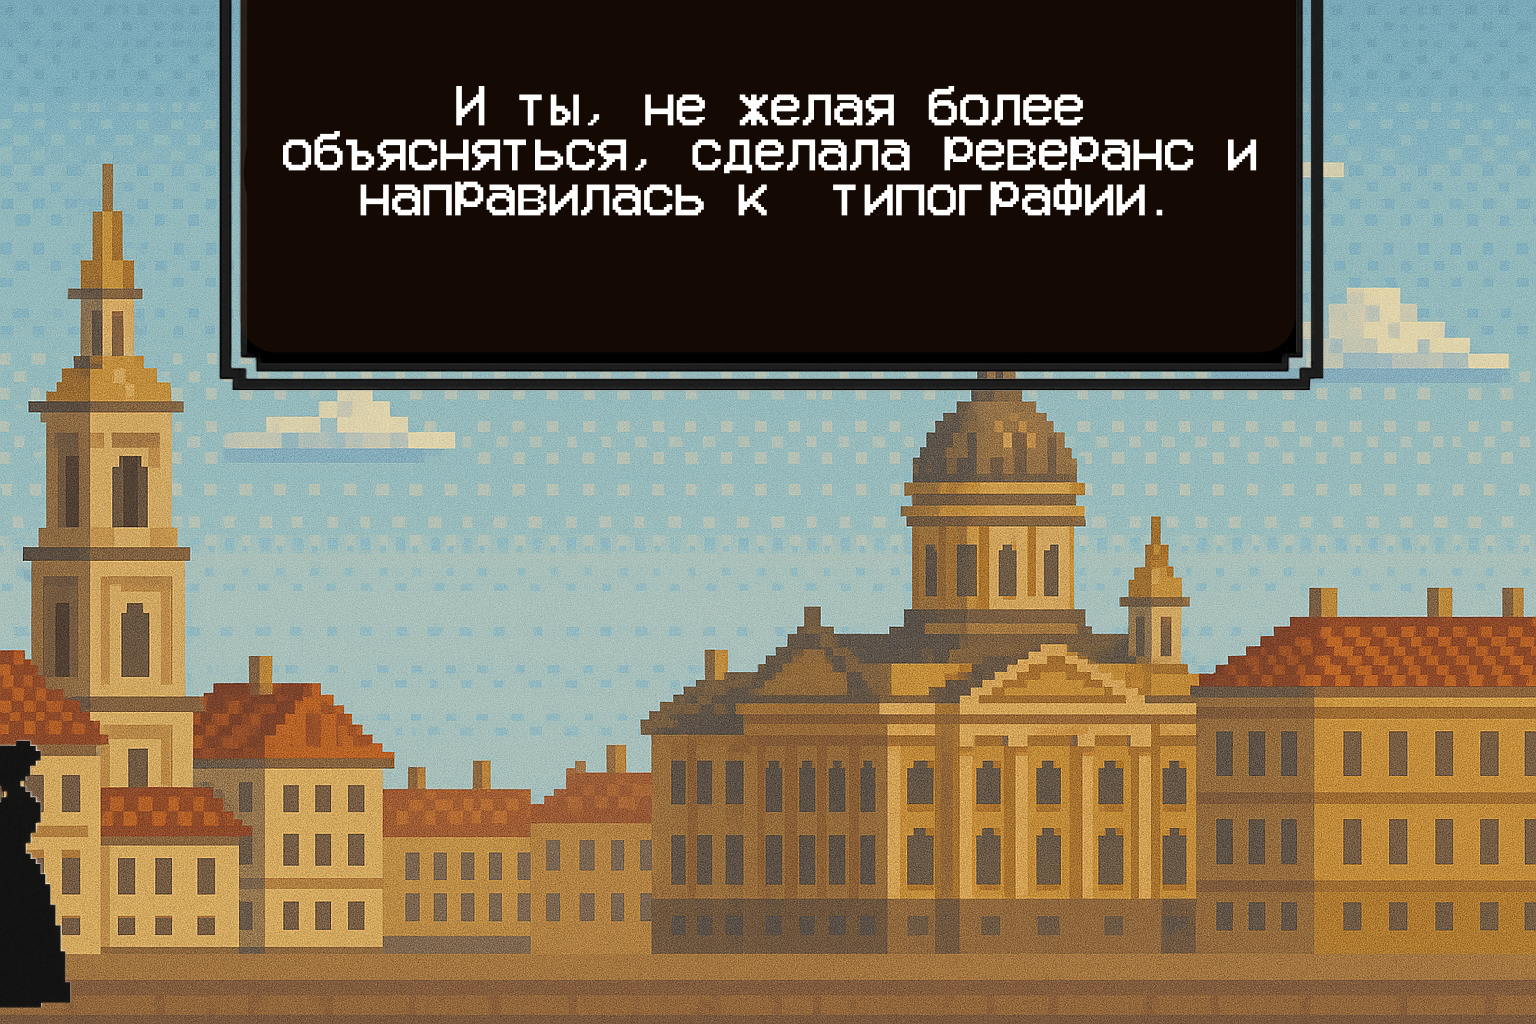 И ты, не желая более
объясняться, сделала реверанс и
направилась к  типографии.